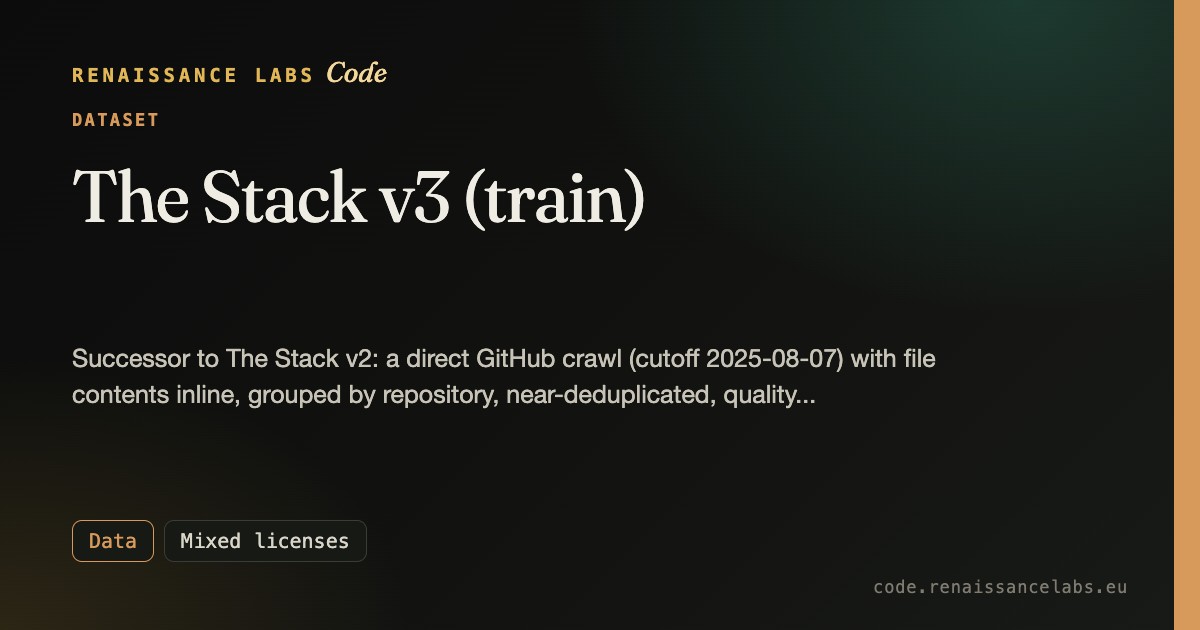 RENAISSANCE LABS Code
DATASET
The Stack v3 (train)
Successor to The Stack v2: a direct GitHub crawl (cutoff 2025-08-07) with file
contents inline, grouped by repository, near-deduplicated, quality...
Data
Mixed licenses
code.renaissancelabs.eu